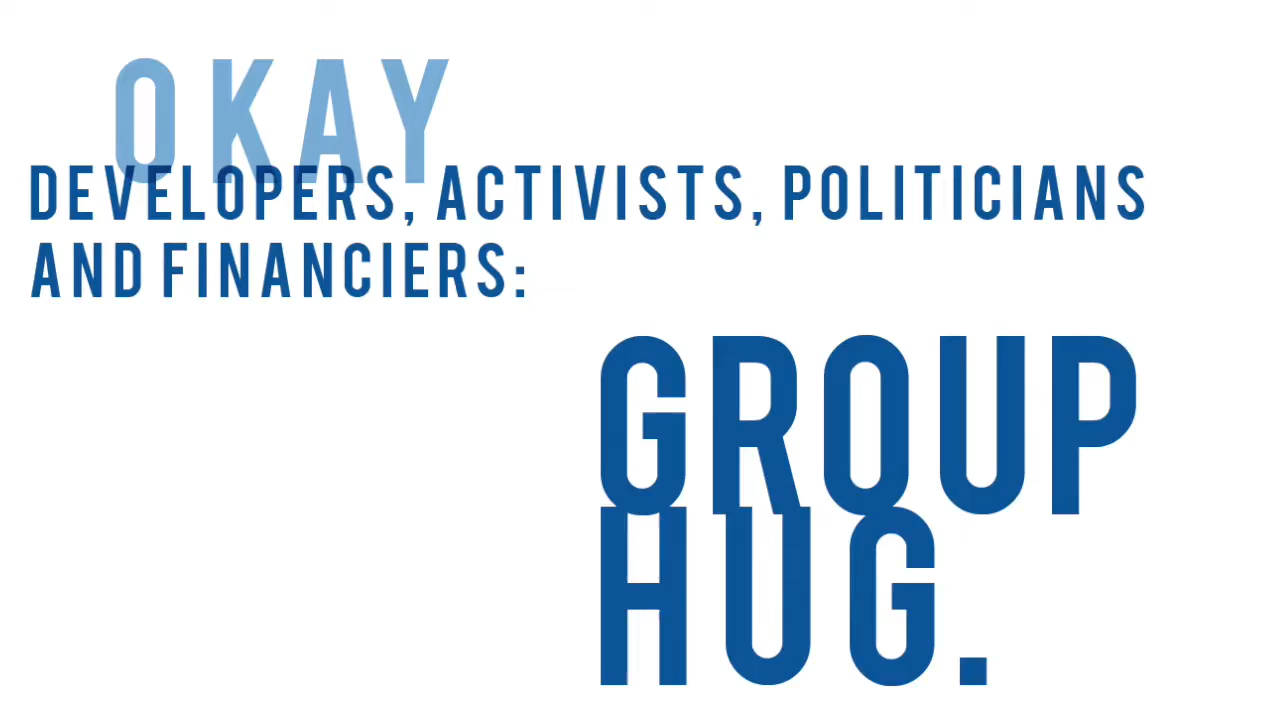 OKAY
DEVELOPERS, ACTIVISTS, POLITICIANS
AND FINANCIERS:
GROUP
HUG.